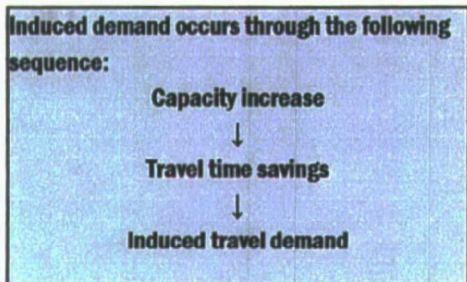 Induced demand occurs through the following
sequence:
Capacity increase
↓
Travel time savings
↓
Induced travel demand